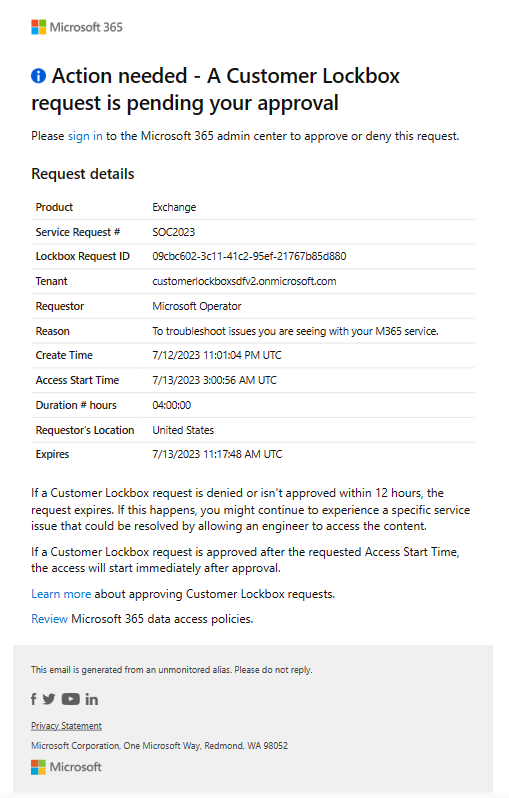 Microsoft 365
Action needed - A Customer Lockbox
request is pending your approval
Please sign in to the Microsoft 365 admin center to approve or deny this request.
Request details
Product Exchange
Service Request # SOC2023
Lockbox Request ID 09cbc602-3c11-41c2-95ef-21767b85d880
Tenant customerlockboxsdfv2.onmicrosoft.com
Requestor Microsoft Operator
Reason To troubleshoot issues you are seeing with your M365 service.
Create Time 7/12/2023 11:01:04 PM UTC
Access Start Time 7/13/2023 3:00:56 AM UTC
Duration # hours 04:00:00
Requestor's Location United States
Expires 7/13/2023 11:17:48 AM UTC
If a Customer Lockbox request is denied or isn't approved within 12 hours, the
request expires. If this happens, you might continue to experience a specific service
issue that could be resolved by allowing an engineer to access the content.
If a Customer Lockbox request is approved after the requested Access Start Time,
the access will start immediately after approval.
Learn more about approving Customer Lockbox requests.
Review Microsoft 365 data access policies.
This email is generated from an unmonitored alias. Please do not reply.
Privacy Statement
Microsoft Corporation, One Microsoft Way, Redmond, WA 98052
Microsoft